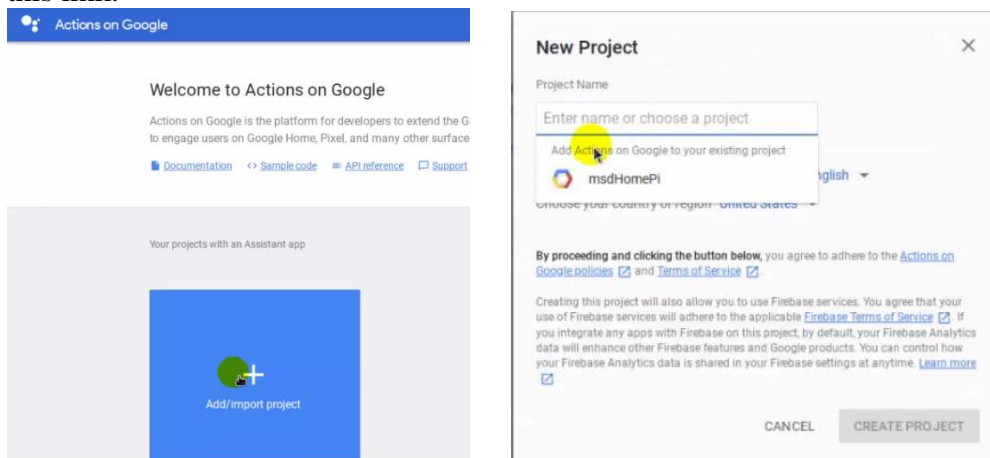 Actions on Google
Welcome to Actions on Google
Actions on Google is the platform for developers to extend the G
to engage users on Google Home, Pixel, and many other surface
Documentation <> Sample code API reference Support
Your projects with an Assistant app
Add/import project
New Project
Project Name
Enter name or choose a project
Add Actions on Google to your existing project
msdHomePi
nglish
Choose your country or region United States
By proceeding and clicking the button below, you agree to adhere to the Actions on
Google policies and Terms of Service .
Creating this project will also allow you to use Firebase services. You agree that your
use of Firebase services will adhere to the applicable Firebase Terms of Service . If
you integrate any apps with Firebase on this project, by default, your Firebase Analytics
data will enhance other Firebase features and Google products. You can control how
your Firebase Analytics data is shared in your Firebase settings at anytime. Learn more
CANCEL CREATE PROJECT